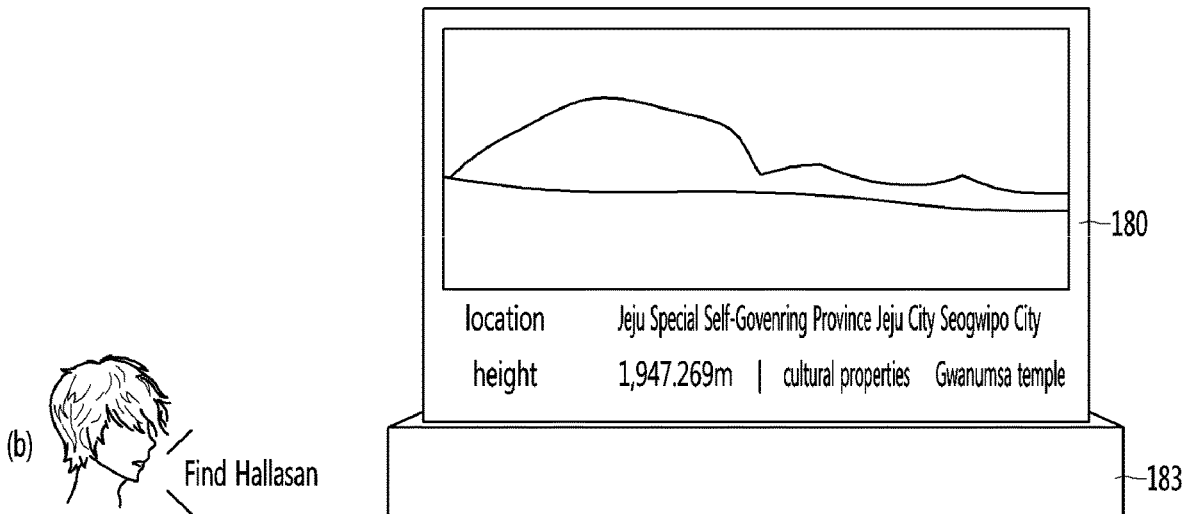 180
location Jeju Special Self-Govenring Province Jeju City Seogwipo City
height 1,947.269m | cultural properties Gwanumsa temple
(b)
Find Hallasan
183